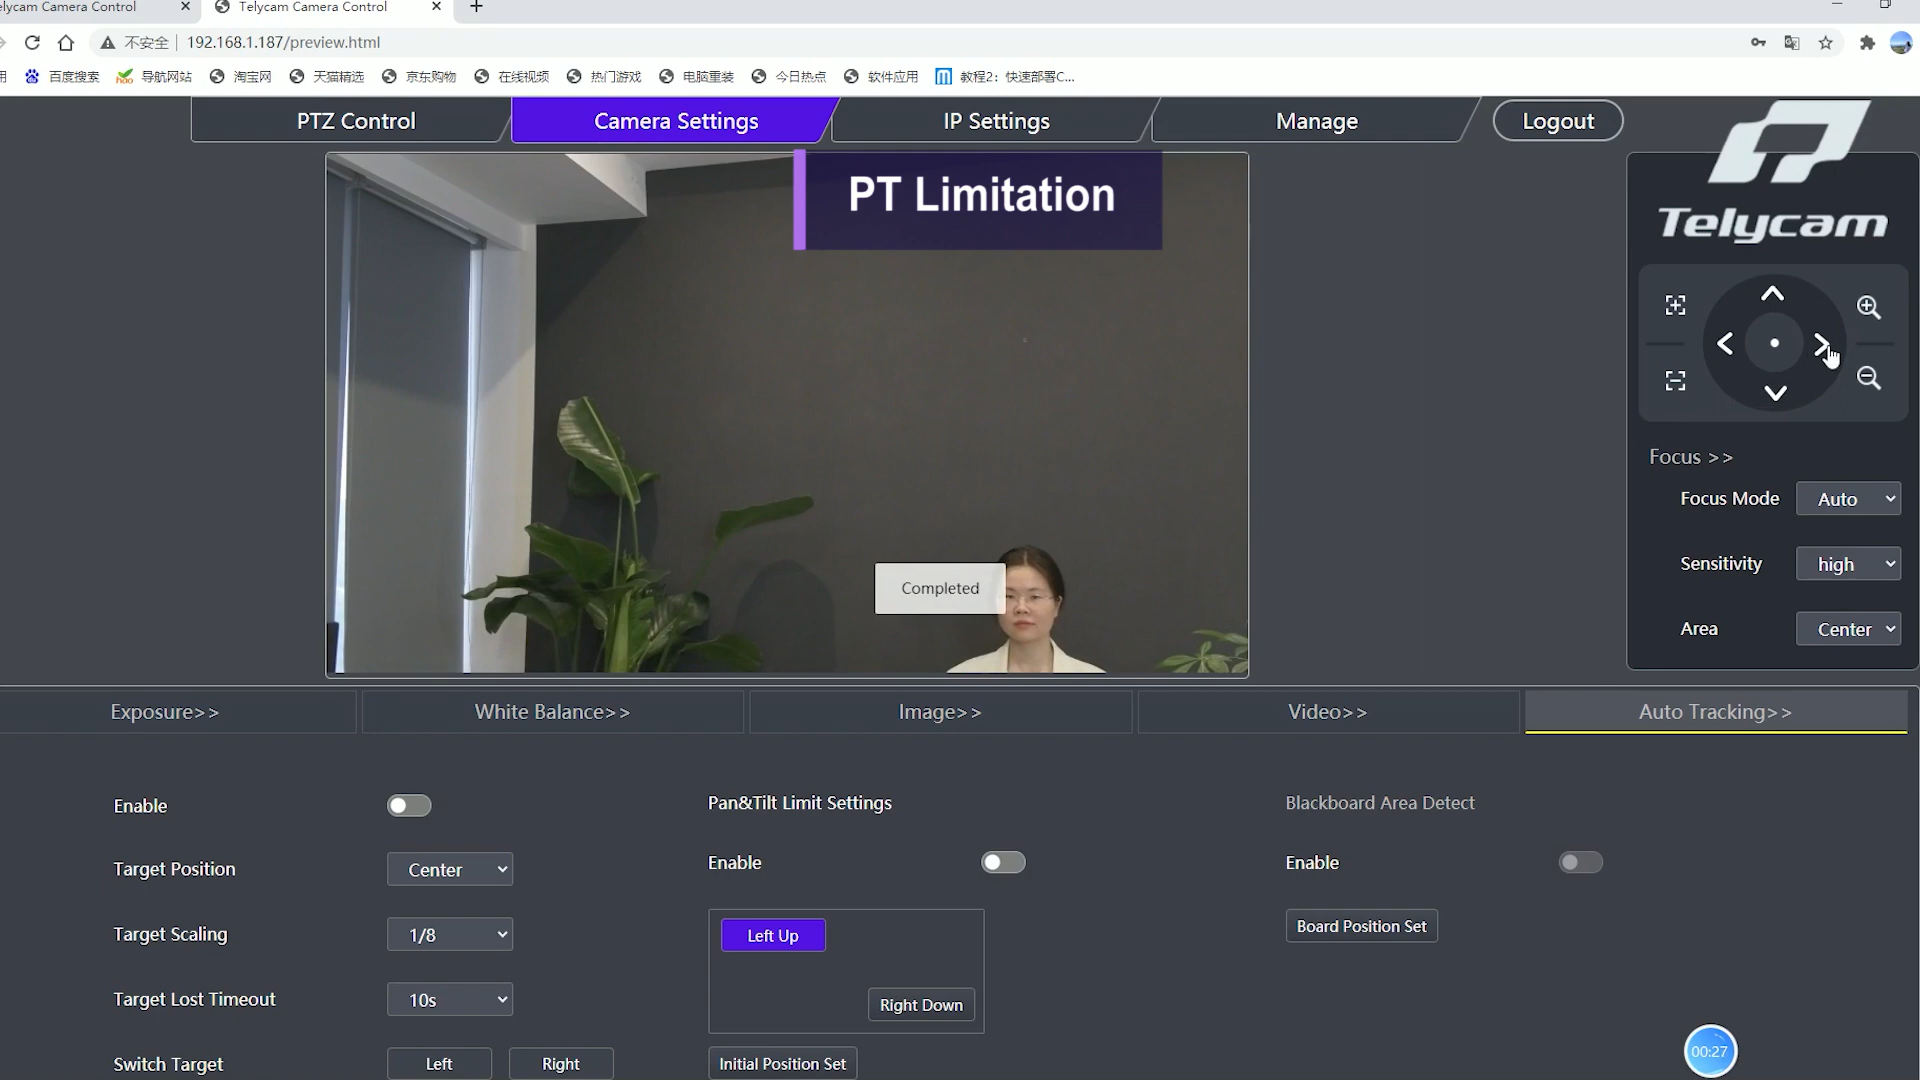 elycam Camera Control
Telycam Camera Control
不安全 192.168.1.187/preview.html
用 百度搜索 导航网站 淘宝网 天猫精选 京东购物 在线视频 热门游戏 电脑重装 今日热点 软件应用 教程2：快速部署C...
PTZ Control
Camera Settings
IP Settings
Manage
Logout
PT Limitation
Telycam
Completed
Focus >>
Focus Mode Auto
Sensitivity high
Area Center
Exposure>>
White Balance>>
Image>>
Video>>
Auto Tracking>>
Enable
Target Position Center
Target Scaling 1/8
Target Lost Timeout 10s
Switch Target Left Right
Pan&Tilt Limit Settings
Enable
Left Up
Right Down
Initial Position Set
Blackboard Area Detect
Enable
Board Position Set
00:27